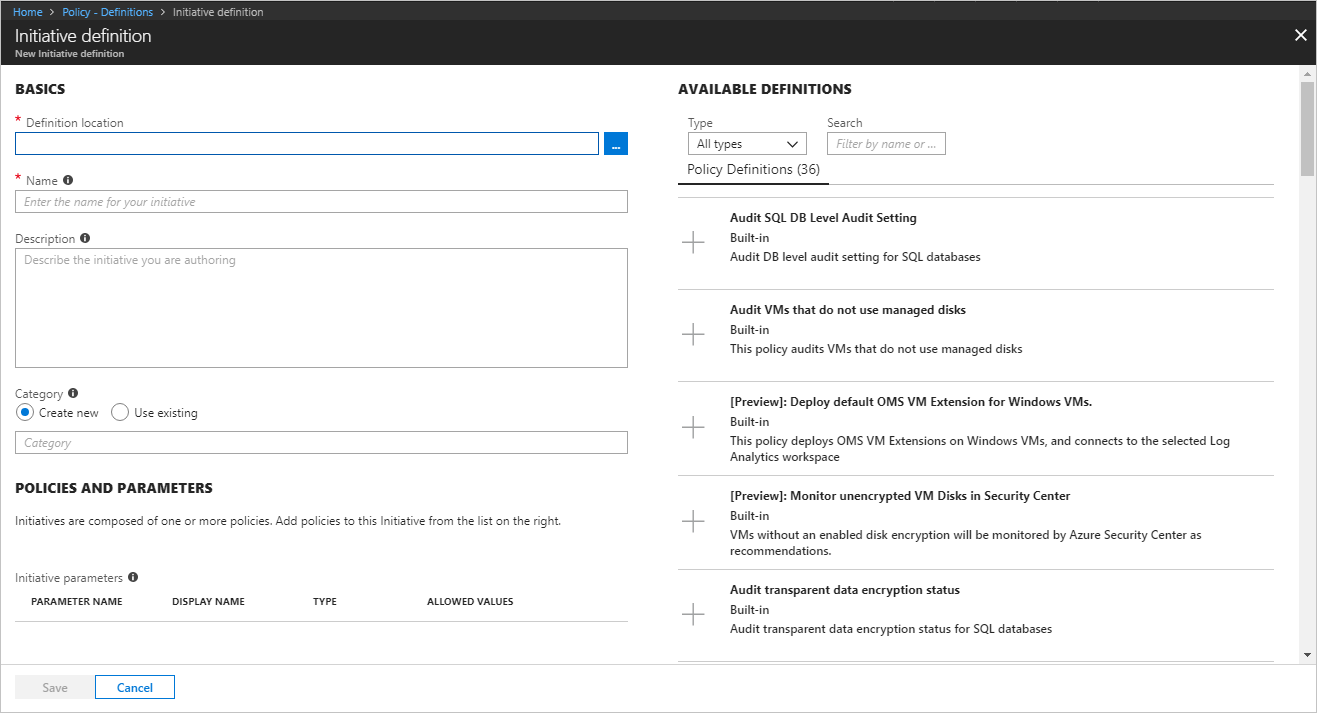 Home > Policy - Definitions > Initiative definition
Initiative definition
New Initiative definition
BASICS
* Definition location
...
* Name
Enter the name for your initiative
Description
Describe the initiative you are authoring
Category
Create new Use existing
Category
POLICIES AND PARAMETERS
Initiatives are composed of one or more policies. Add policies to this Initiative from the list on the right.
Initiative parameters
PARAMETER NAME DISPLAY NAME TYPE ALLOWED VALUES
AVAILABLE DEFINITIONS
Type Search
All types Filter by name or ...
Policy Definitions (36)
Audit SQL DB Level Audit Setting
Built-in
Audit DB level audit setting for SQL databases
Audit VMs that do not use managed disks
Built-in
This policy audits VMs that do not use managed disks
[Preview]: Deploy default OMS VM Extension for Windows VMs.
Built-in
This policy deploys OMS VM Extensions on Windows VMs, and connects to the selected Log
Analytics workspace
[Preview]: Monitor unencrypted VM Disks in Security Center
Built-in
VMs without an enabled disk encryption will be monitored by Azure Security Center as
recommendations.
Audit transparent data encryption status
Built-in
Audit transparent data encryption status for SQL databases
Save Cancel